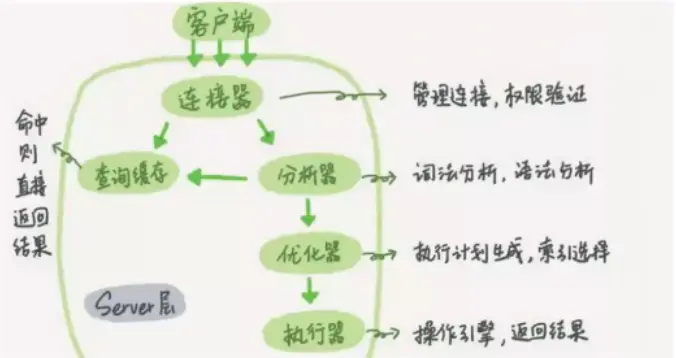 客户端
连接器
管理连接，权限验证
命中
则
直接
返回
结果
查询缓存
分析器
词法分析，语法分析
优化器
执行计划生成，索引选择
Server层
执行器
操作引擎，返回结果